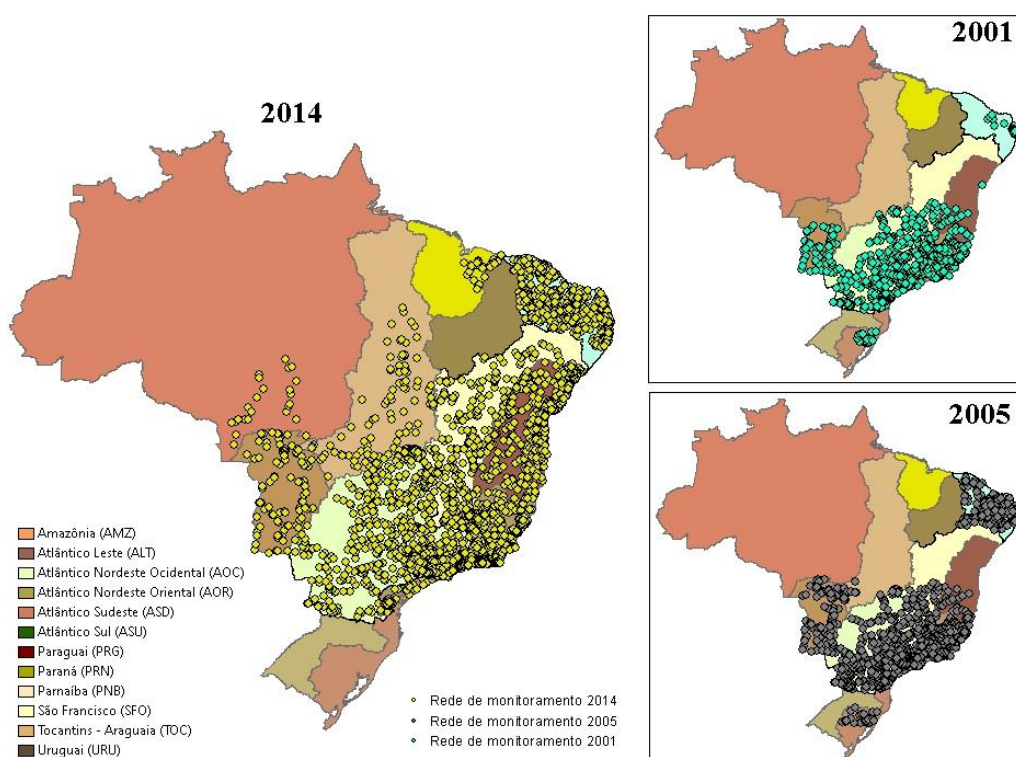 2014
2001
2005
Amazônia (AMZ)
Atlântico Leste (ALT)
Atlântico Nordeste Ocidental (AOC)
Atlântico Nordeste Oriental (AOR)
Atlântico Sudeste (ASD)
Atlântico Sul (ASU)
Paraguai (PRG)
Paraná (PRN)
Parnaíba (PNB)
São Francisco (SFO)
Tocantins - Araguaia (TOC)
Uruguai (URU)
Rede de monitoramento 2014
Rede de monitoramento 2005
Rede de monitoramento 2001